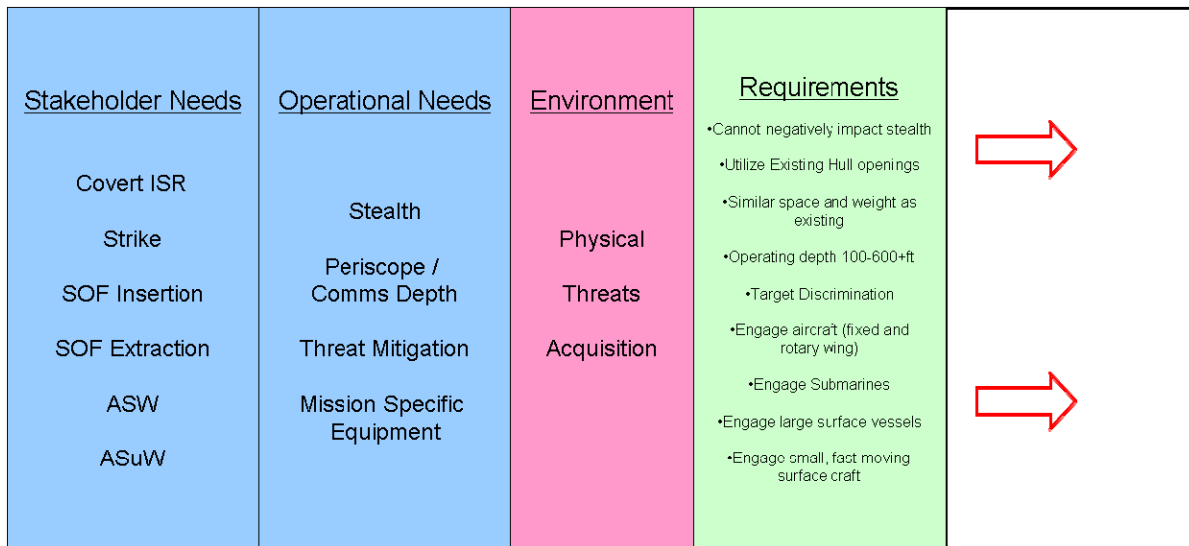 Stakeholder Needs
Covert ISR
Strike
SOF Insertion
SOF Extraction
ASW
ASuW
Operational Needs
Stealth
Periscope /
Comms Depth
Threat Mitigation
Mission Specific
Equipment
Environment
Physical
Threats
Acquisition
Requirements
•Cannot negatively impact stealth
•Utilize Existing Hull openings
•Similar space and weight as
existing
•Operating depth 100-600+ft
•Target Discrimination
•Engage aircraft (fixed and
rotary wing)
•Engage Submarines
•Engage large surface vessels
•Engage small, fast moving
surface craft